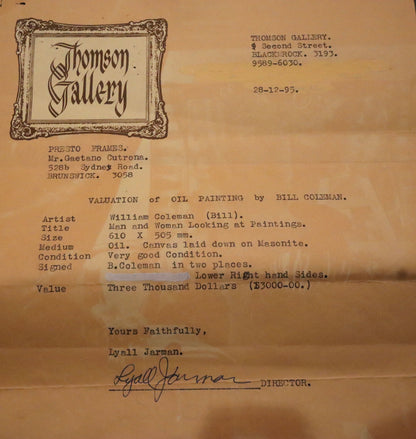 Thomson
Gallery
THOMSON GALLERY.
9 Second Street.
BLACKROCK. 3193.
9589-6030.
28-12-95.
PRESTO FRAMES.
Mr.Gaetano Cutrona.
528b Sydney Road.
BRUNSWICK. 3058
VALUATION of OIL PAINTING by BILL COLEMAN.
Artist William Coleman (Bill).
Title Man and Woman Looking at Paintings.
Size 610 X 505 mm.
Medium Oil. Canvas laid down on Masonite.
Condition Very good Condition.
Signed B.Coleman in two places.
Lower Right hand Sides.
Value Three Thousand Dollars ($3000-00.)
Yours Faithfully,
Lyall Jarman.
Lyall Jarman
DIRECTOR.